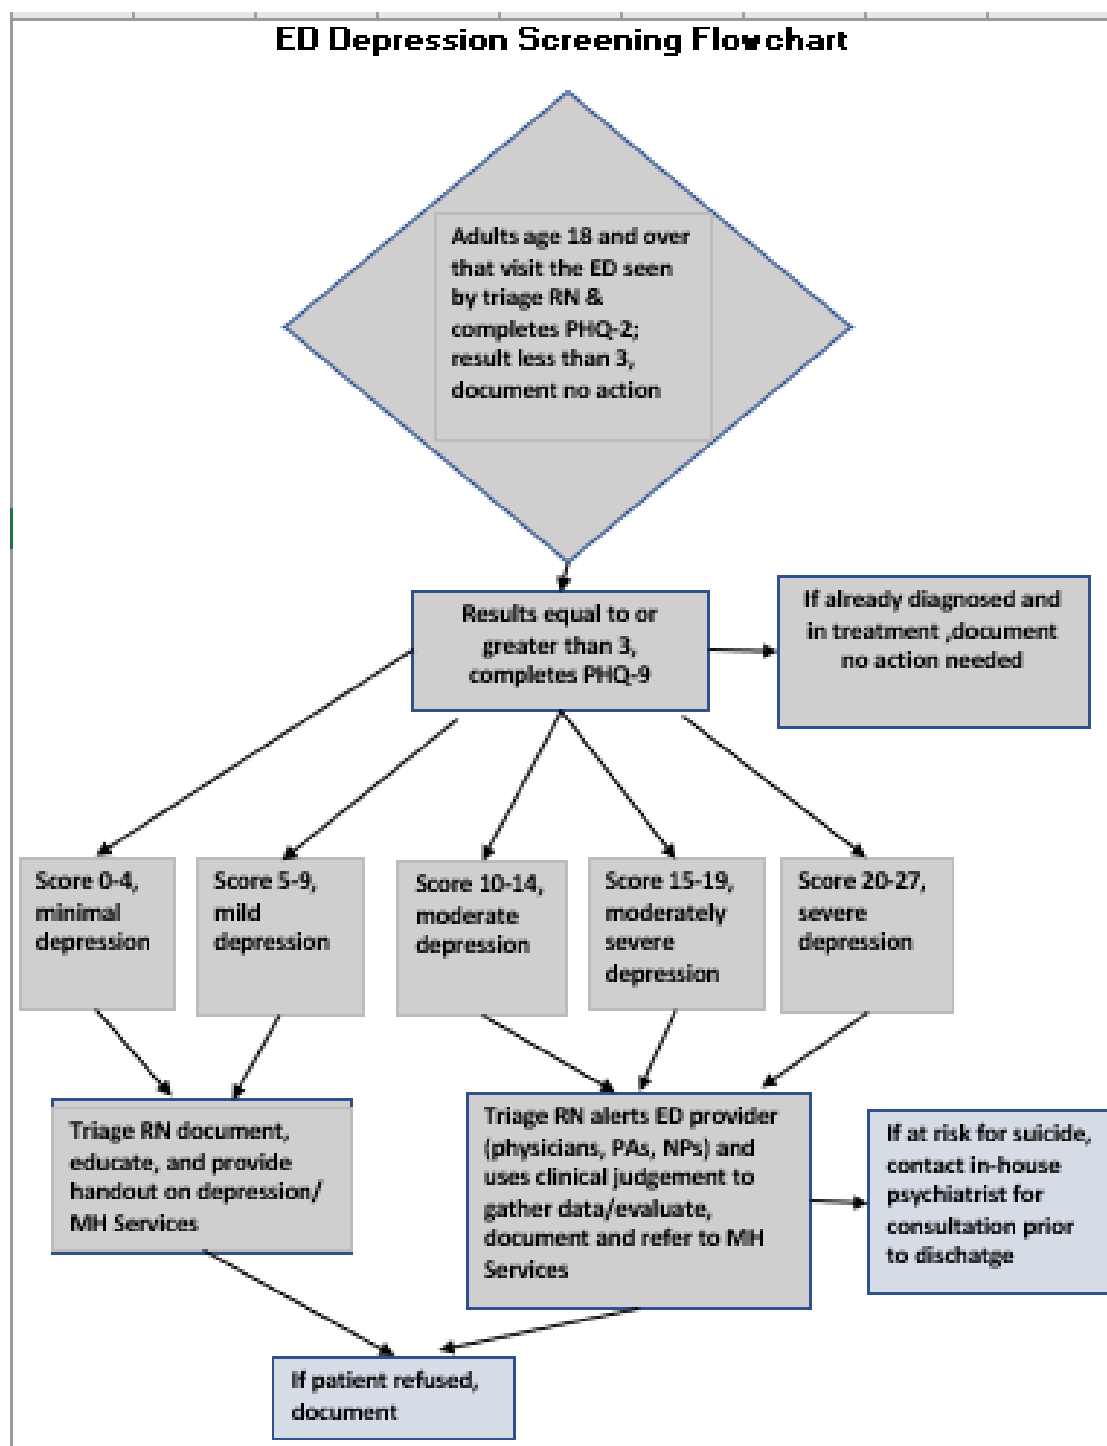 ED Depression Screening Flowchart
Adults age 18 and over
that visit the ED seen
by triage RN &
completes PHQ-2;
result less than 3,
document no action
Results equal to or
greater than 3,
completes PHQ-9
If already diagnosed and
in treatment ,document
no action needed
Score 0-4,
minimal
depression
Score 5-9,
mild
depression
Score 10-14,
moderate
depression
Score 15-19,
moderately
severe
depression
Score 20-27,
severe
depression
Triage RN document,
educate, and provide
handout on depression/
MH Services
Triage RN alerts ED provider
(physicians, PAs, NPs) and
uses clinical judgement to
gather data/evaluate,
document and refer to MH
Services
If at risk for suicide,
contact in-house
psychiatrist for
consultation prior
to dischatge
If patient refused,
document